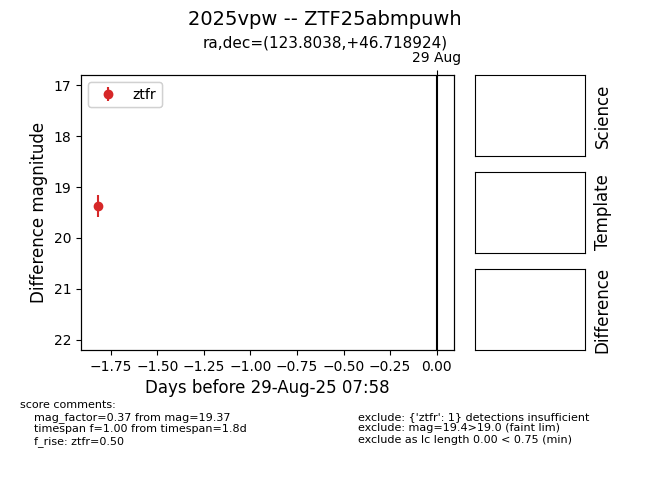 2025vpw -- ZTF25abmpuwh
ra,dec=(123.8038,+46.718924)
29 Aug
ztfr
17
18
19
20
21
22
Difference magnitude
−1.75
−1.50
−1.25
−1.00
−0.75
−0.50
−0.25
0.00
Days before 29-Aug-25 07:58
Science
Template
Difference
score comments:
mag_factor=0.37 from mag=19.37
timespan f=1.00 from timespan=1.8d
f_rise: ztfr=0.50
exclude: {'ztfr': 1} detections insufficient
exclude: mag=19.4>19.0 (faint lim)
exclude as lc length 0.00 < 0.75 (min)